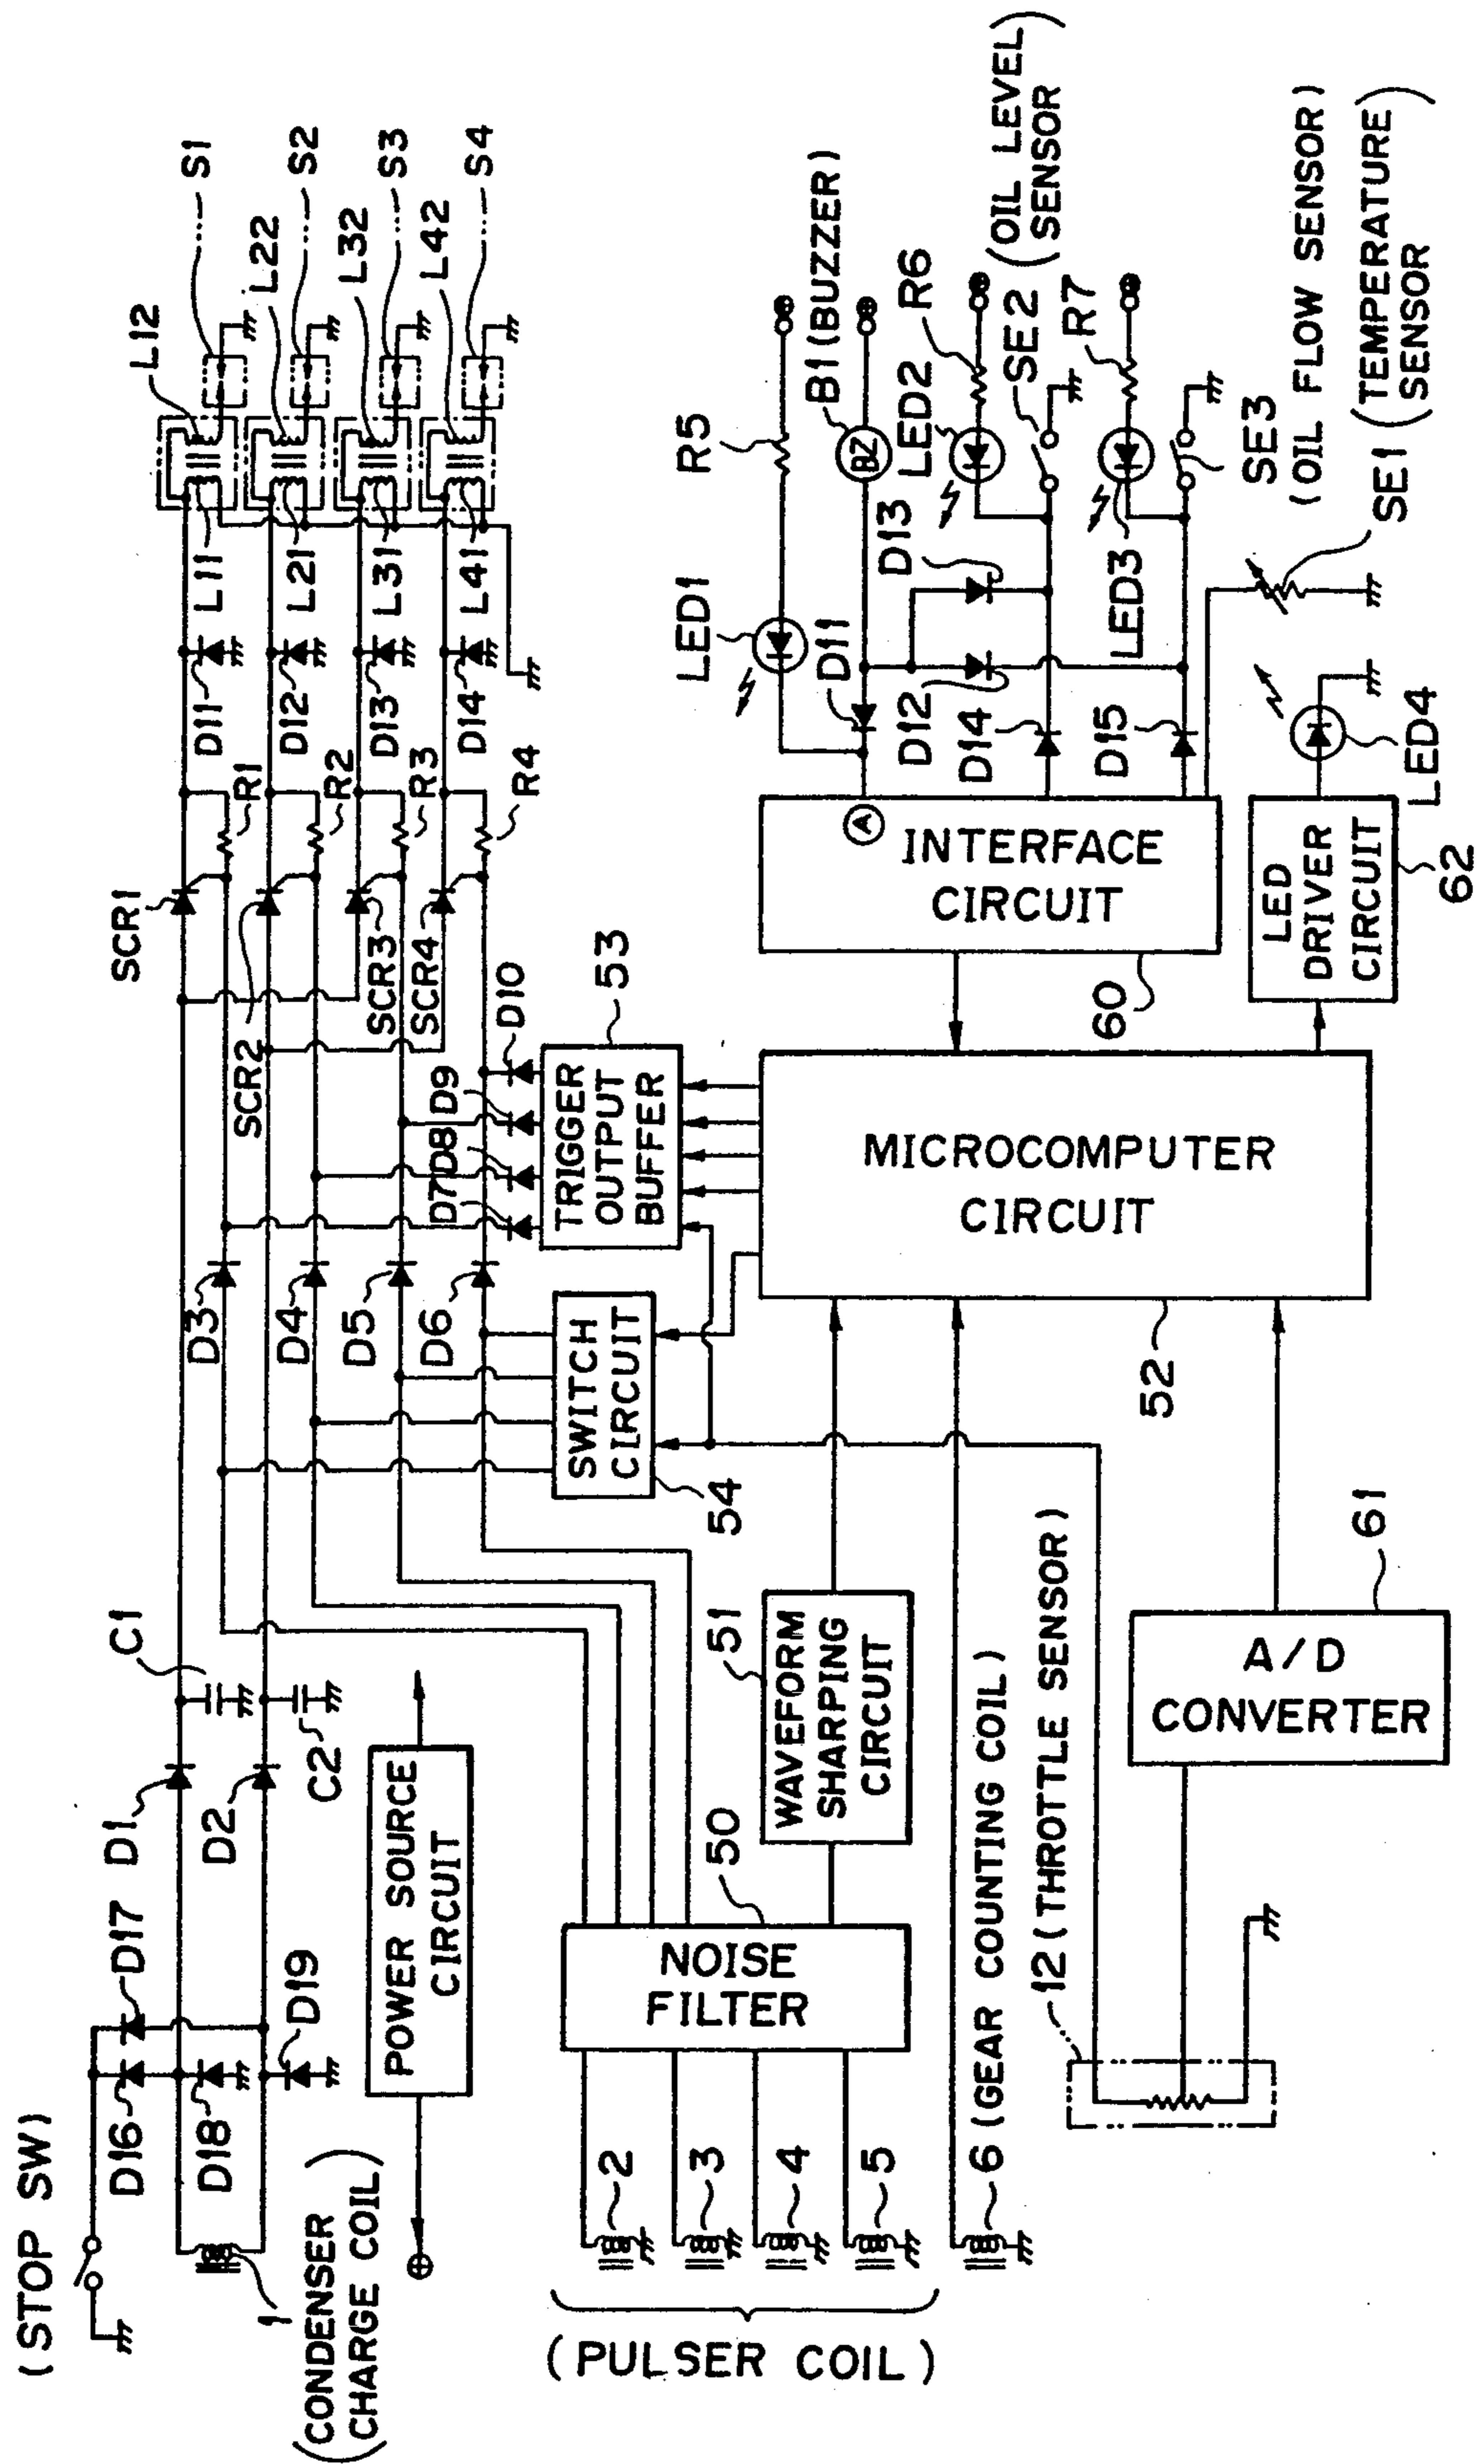 (STOP SW)
D16
D17
D18
D19
1
(CONDENSER
CHARGE COIL)
D1
D2
C1
C2
POWER SOURCE
CIRCUIT
D3
D4
D5
D6
SCR1
SCR2
SCR3
SCR4
R1
R2
R3
R4
D11
D12
D13
D14
L11
L21
L31
L41
L12
L22
L32
L42
S1
S2
S3
S4
(PULSER COIL)
2
3
4
5
NOISE
FILTER
50
WAVEFORM
SHARPING
CIRCUIT
51
SWITCH
CIRCUIT
54
D7
D8
D9
D10
TRIGGER
OUTPUT
BUFFER
53
6 (GEAR COUNTING COIL)
12 (THROTTLE SENSOR)
A/D
CONVERTER
61
MICROCOMPUTER
CIRCUIT
52
A
INTERFACE
CIRCUIT
60
LED
DRIVER
CIRCUIT
62
LED4
LED1
R5
D11
BZ
B1 (BUZZER)
D12
D13
D14
D15
LED2
R6
SE2
(OIL LEVEL
SENSOR)
LED3
R7
SE3
(OIL FLOW SENSOR)
SE1
(TEMPERATURE
SENSOR)